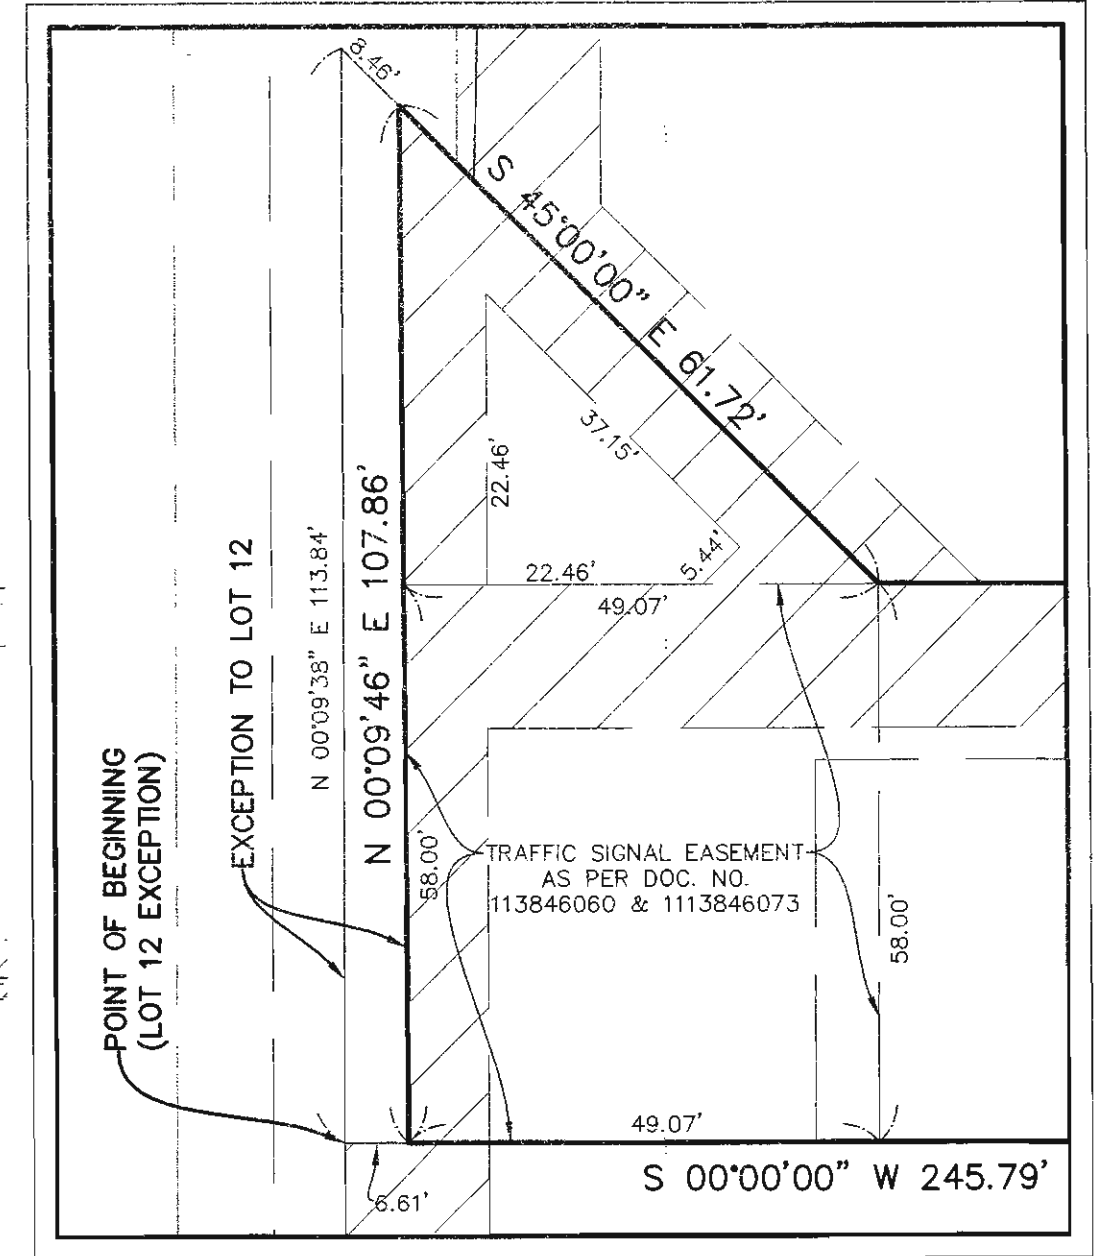 8.46'
S 45°00'00" E 61.72'
37.15'
22.46'
5.44'
22.46'
49.07'
N 00°09'38" E 113.84'
N 00°09'46" E 107.86'
EXCEPTION TO LOT 12
POINT OF BEGINNING
(LOT 12 EXCEPTION)
58.00'
TRAFFIC SIGNAL EASEMENT
AS PER DOC. NO.
113846060 & 1113846073
58.00'
49.07'
S 00°00'00" W 245.79'
6.61'